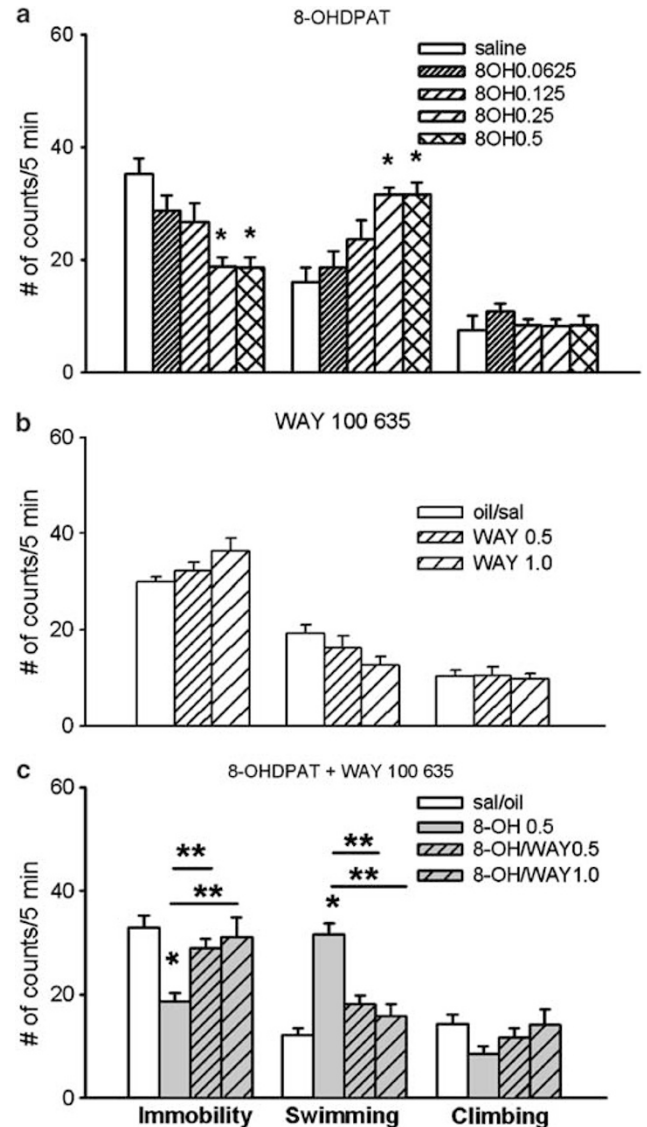 a
8-OHDPAT
60
40
20
0
# of counts/5 min
saline
8OH0.0625
8OH0.125
8OH0.25
8OH0.5
* *
* *
b
WAY 100 635
60
40
20
0
# of counts/5 min
oil/sal
WAY 0.5
WAY 1.0
c
8-OHDPAT + WAY 100 635
60
40
20
0
# of counts/5 min
sal/oil
8-OH 0.5
8-OH/WAY0.5
8-OH/WAY1.0
**
**
*
**
**
*
Immobility Swimming Climbing